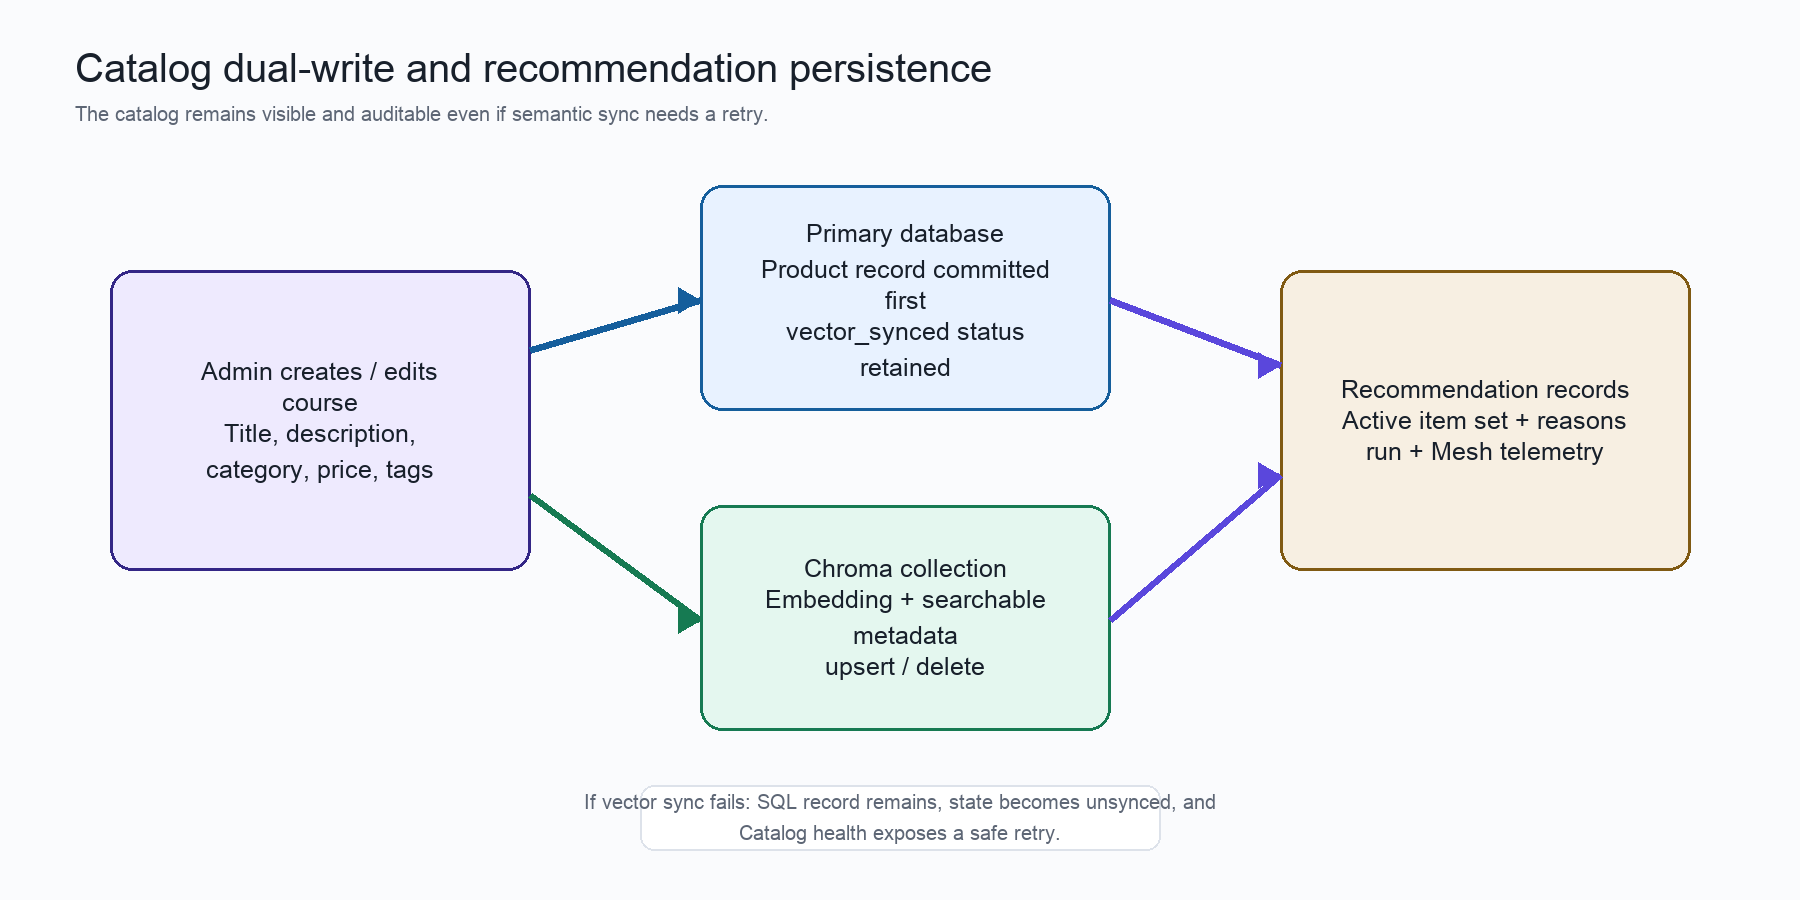 Catalog dual-write and recommendation persistence
The catalog remains visible and auditable even if semantic sync needs a retry.
Admin creates / edits
course
Title, description,
category, price, tags
Primary database
Product record committed
first
vector_synced status
retained
Chroma collection
Embedding + searchable
metadata
upsert / delete
Recommendation records
Active item set + reasons
run + Mesh telemetry
If vector sync fails: SQL record remains, state becomes unsynced, and
Catalog health exposes a safe retry.